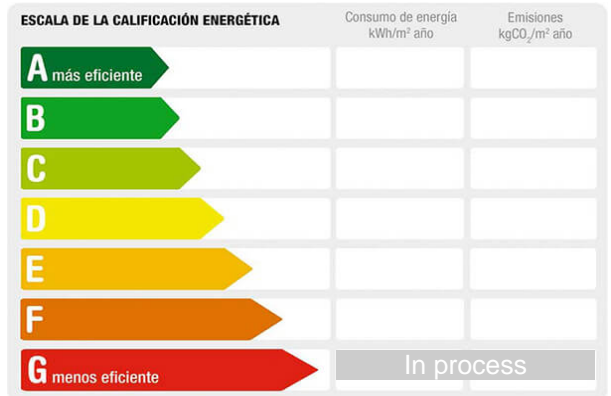 ESCALA DE LA CALIFICACIÓN ENERGÉTICA
Consumo de energía
kWh/m² año
Emisiones
kgCO₂/m² año
A más eficiente
B
C
D
E
F
G menos eficiente
In process